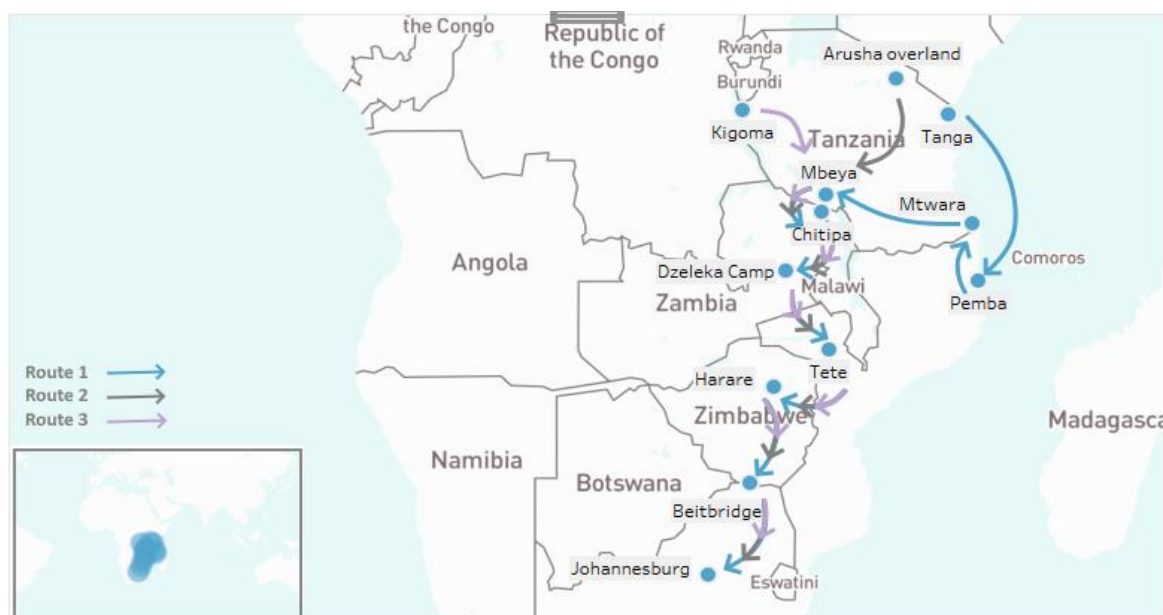 the Congo
Republic of
the Congo
Rwanda
Burundi
Arusha overland
Kigoma
Tanzania
Tanga
Mbeya
Mtwara
Chitipa
Comoros
Angola
Dzeleka Camp
Malawi
Zambia
Pemba
Tete
Harare
Zimbabwe
Route 1
Route 2
Route 3
Madagasca
Namibia
Botswana
Beitbridge
Johannesburg
Eswatini